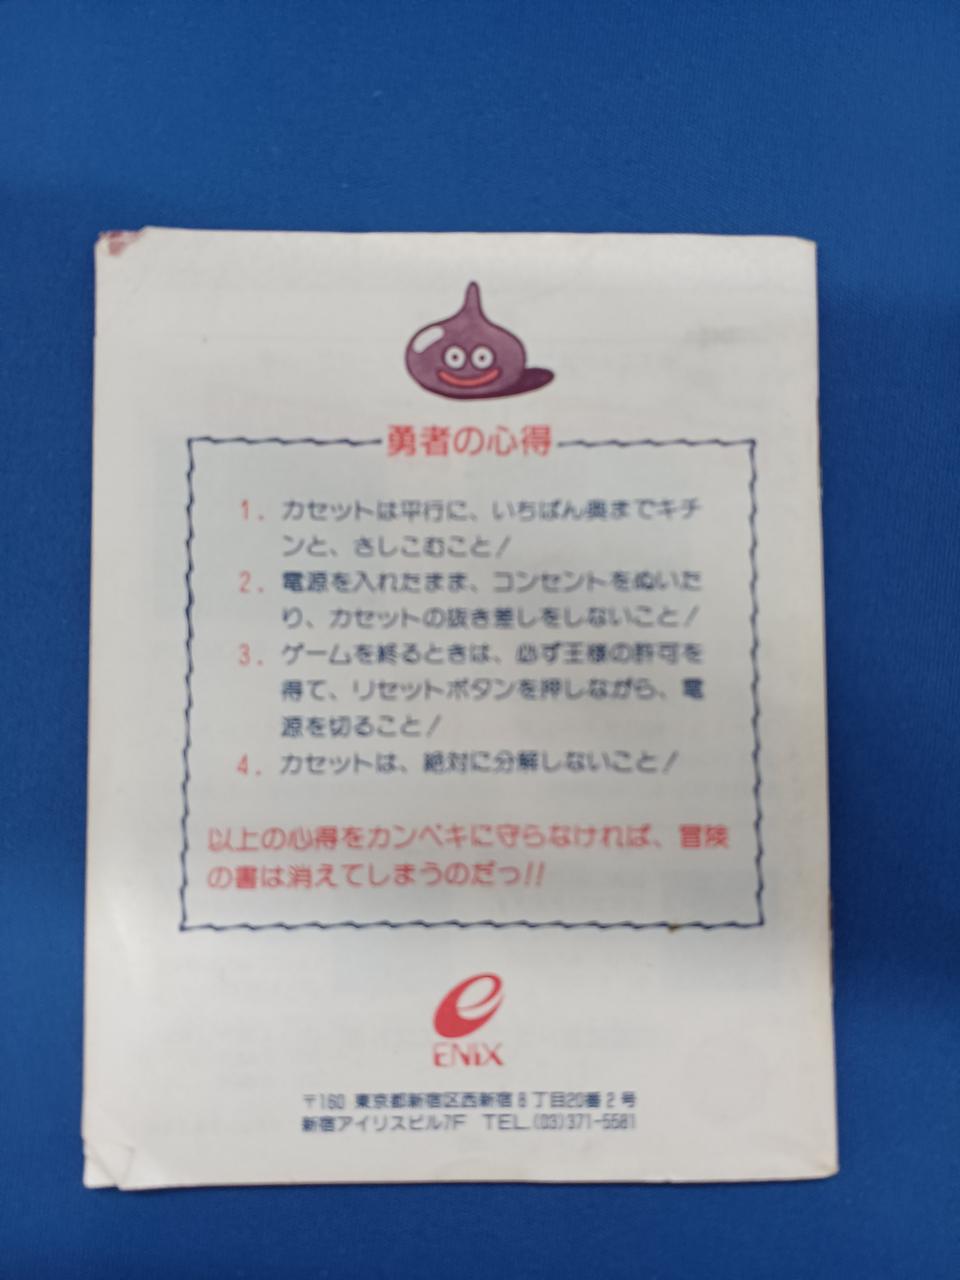 勇者の心得
1. カセットは平行に、いちばん奥までキチ
ンと、さしこむこと!
2. 電源を入れたまま、コンセントをぬいた
り、カセットの抜き差しをしないこと!
3. ゲームを終るときは、必ず王様の許可を
得て、リセットボタンを押しながら、電
源を切ること!
4. カセットは、絶対に分解しないこと!
以上の心得をカンペキに守らなければ、冒険
の書は消えてしまうのだっ!!
ENIX
〒160 東京都新宿区西新宿8丁目20番2号
新宿アイリスビル7F TEL.(03)371-5581